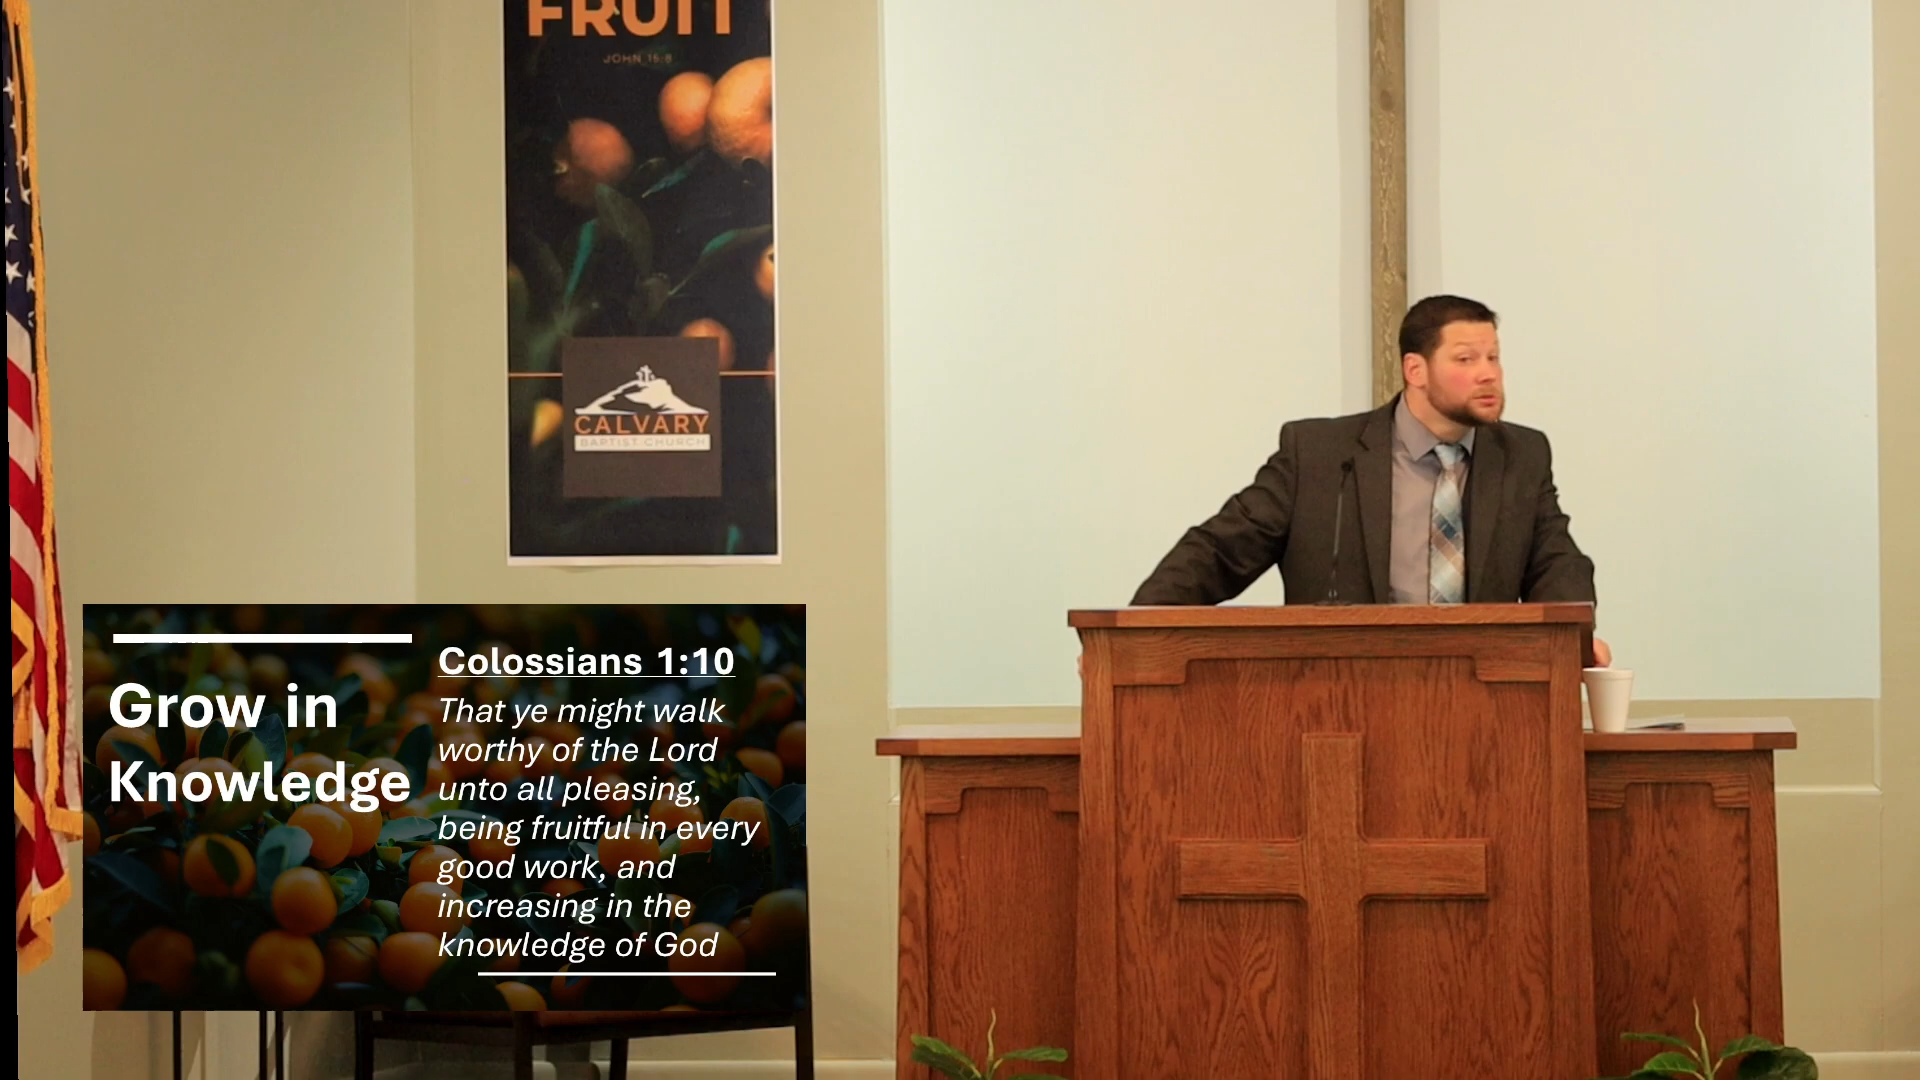 FRUIT
JOHN 15:8
CALVARY
BAPTIST CHURCH
Grow in
Knowledge
Colossians 1:10
That ye might walk
worthy of the Lord
unto all pleasing,
being fruitful in every
good work, and
increasing in the
knowledge of God